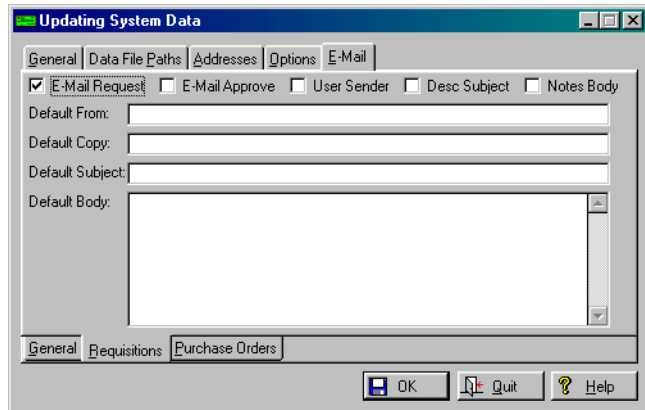 Updating System Data
General Data File Paths Addresses Options E-Mail
E-Mail Request E-Mail Approve User Sender Desc Subject Notes Body
Default From:
Default Copy:
Default Subject:
Default Body:
General Requisitions Purchase Orders
OK Quit Help